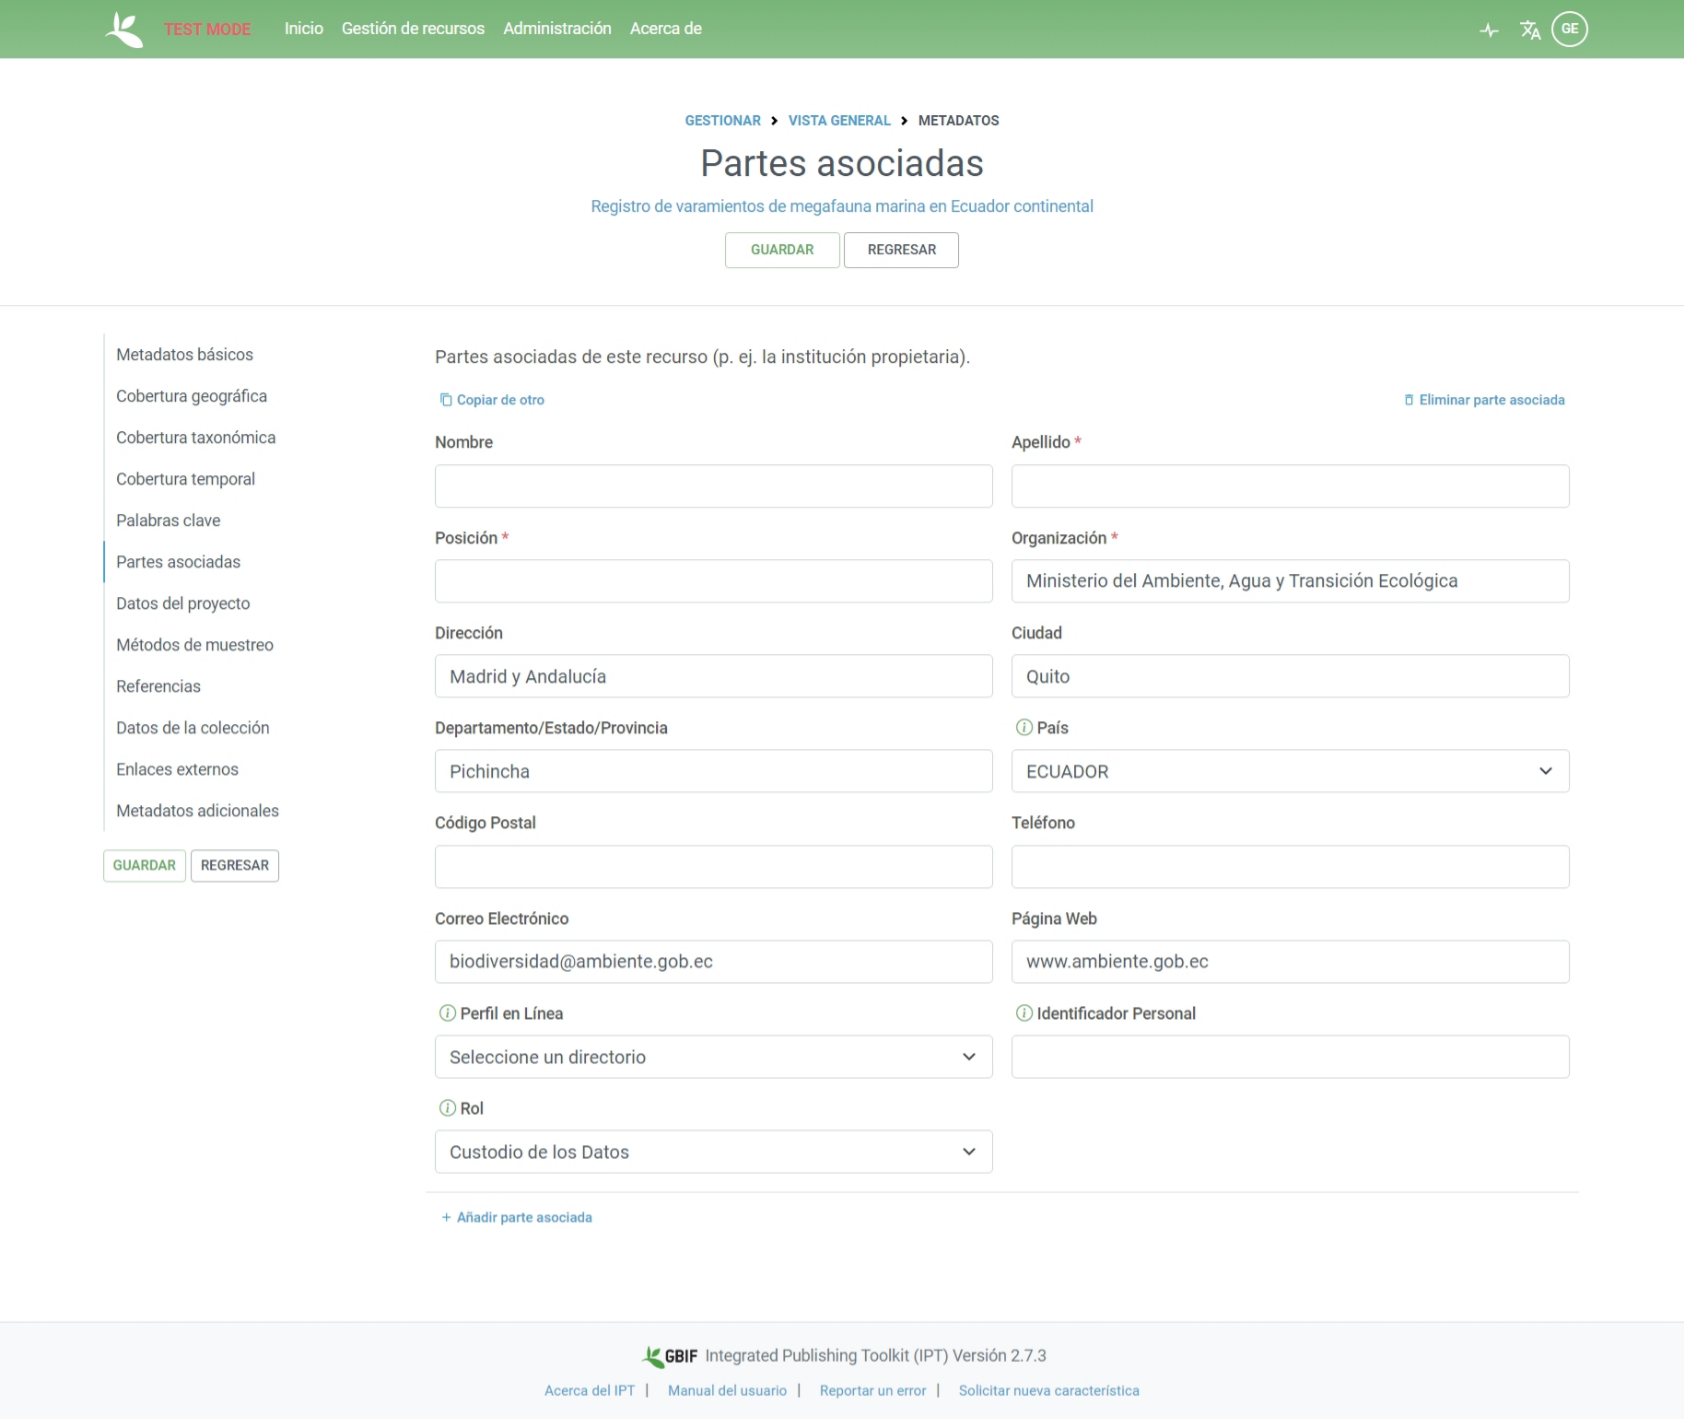 TEST MODE Inicio Gestión de recursos Administración Acerca de GE
GESTIONAR VISTA GENERAL METADATOS
Partes asociadas
Registro de varamientos de megafauna marina en Ecuador continental
GUARDAR REGRESAR
Metadatos básicos
Cobertura geográfica
Cobertura taxonómica
Cobertura temporal
Palabras clave
Partes asociadas
Datos del proyecto
Métodos de muestreo
Referencias
Datos de la colección
Enlaces externos
Metadatos adicionales
GUARDAR REGRESAR
Partes asociadas de este recurso (p. ej. la institución propietaria).
Copiar de otro Eliminar parte asociada
Nombre Apellido *
Posición * Organización *
Ministerio del Ambiente, Agua y Transición Ecológica
Dirección Ciudad
Madrid y Andalucía Quito
Departamento/Estado/Provincia País
Pichincha ECUADOR
Código Postal Teléfono
Correo Electrónico Página Web
biodiversidad@ambiente.gob.ec www.ambiente.gob.ec
Perfil en Línea Identificador Personal
Seleccione un directorio
Rol
Custodio de los Datos
+ Añadir parte asociada
GBIF Integrated Publishing Toolkit (IPT) Versión 2.7.3
Acerca del IPT | Manual del usuario | Reportar un error | Solicitar nueva característica